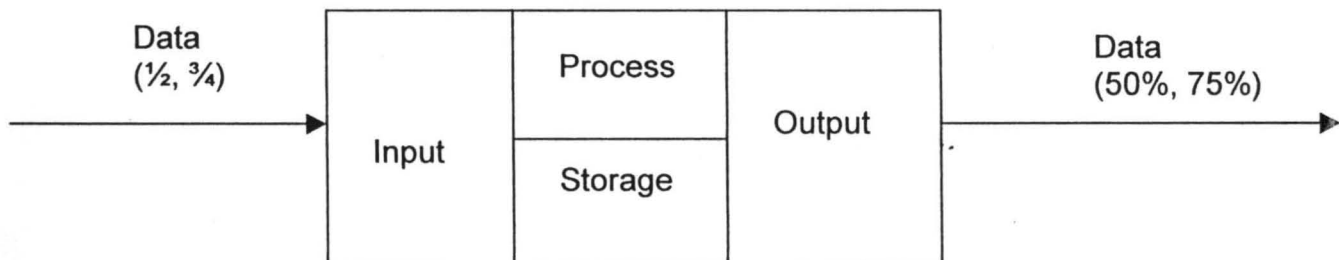 Data
(½, ¾)
Input
Process
Storage
Output
Data
(50%, 75%)